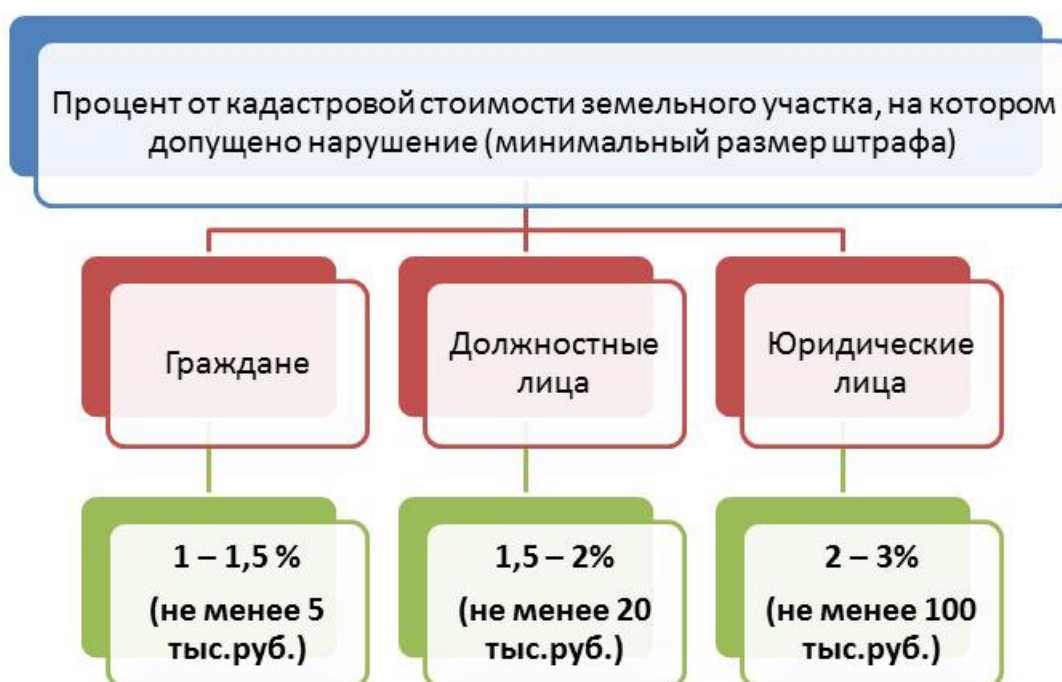 Процент от кадастровой стоимости земельного участка, на котором
допущено нарушение (минимальный размер штрафа)
Граждане
Должностные
лица
Юридические
лица
1 – 1,5 %
(не менее 5
тыс.руб.)
1,5 – 2%
(не менее 20
тыс.руб.)
2 – 3%
(не менее 100
тыс.руб.)